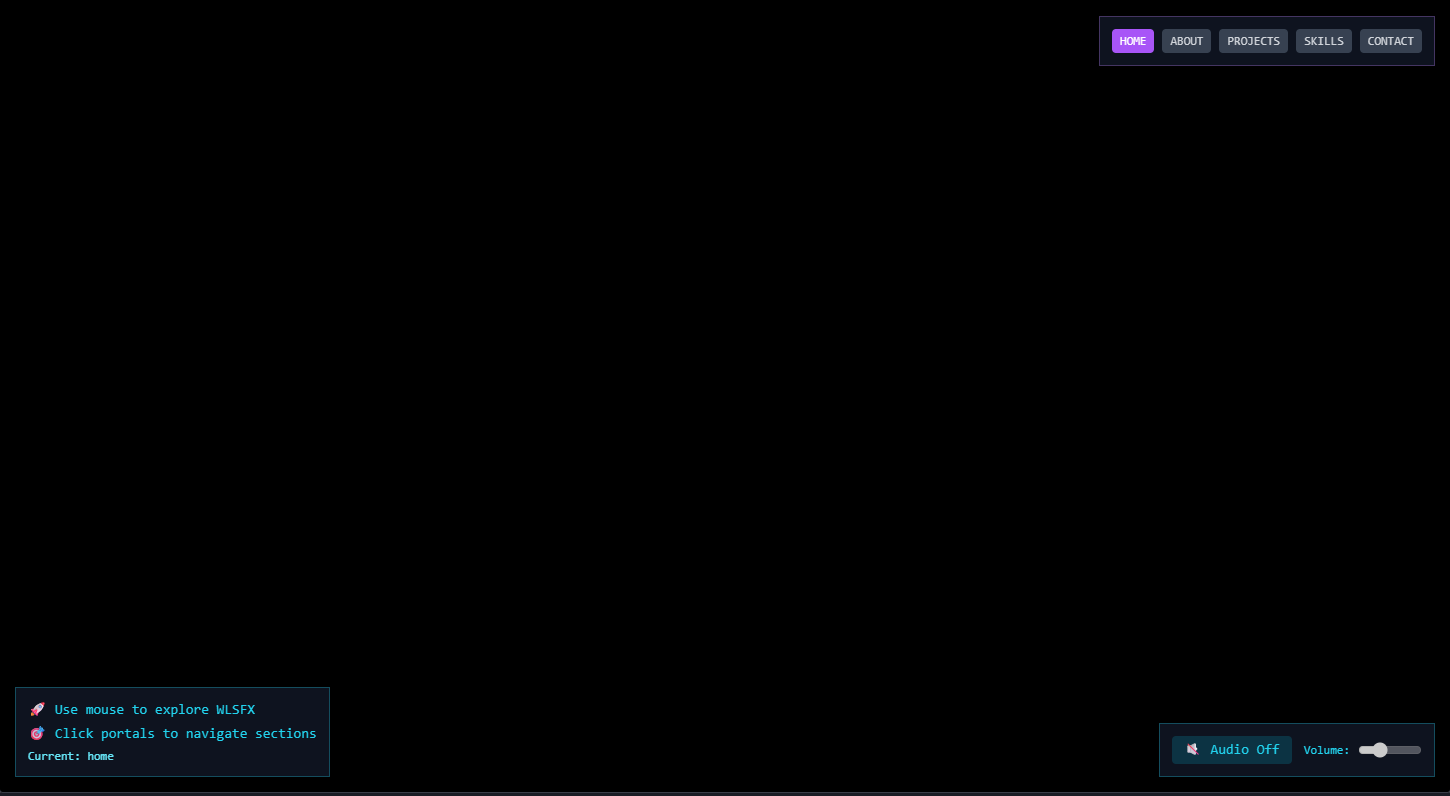 HOME ABOUT PROJECTS SKILLS CONTACT
🚀 Use mouse to explore WLSFX
🎯 Click portals to navigate sections
Current: home
🔇 Audio Off Volume: